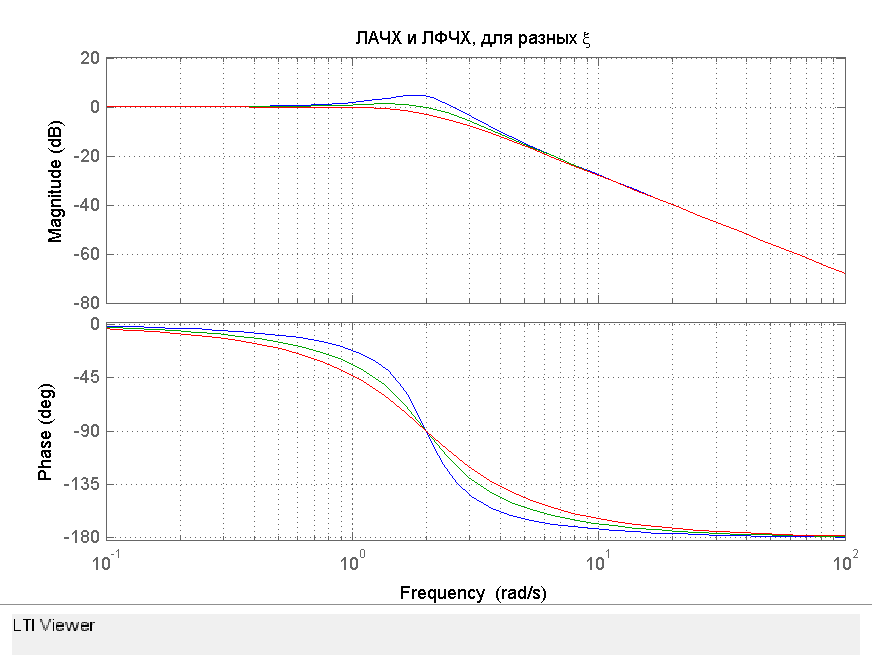 ЛАЧХ и ЛФЧХ, для разных ξ
20
0
-20
-40
-60
-80
Magnitude (dB)
0
-45
-90
-135
-180
Phase (deg)
10^-1 10^0 10^1 10^2
Frequency (rad/s)
LTI Viewer